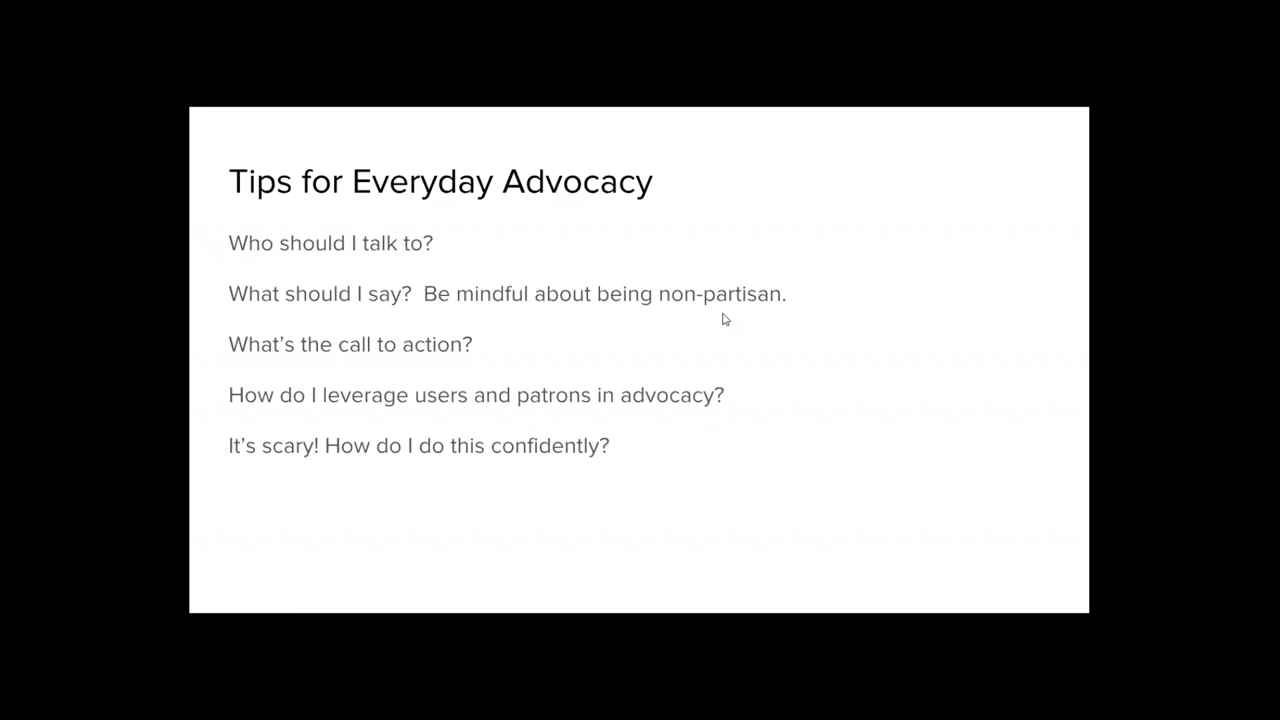 Tips for Everyday Advocacy
Who should I talk to?
What should I say?  Be mindful about being non-partisan.
What’s the call to action?
How do I leverage users and patrons in advocacy?
It’s scary! How do I do this confidently?